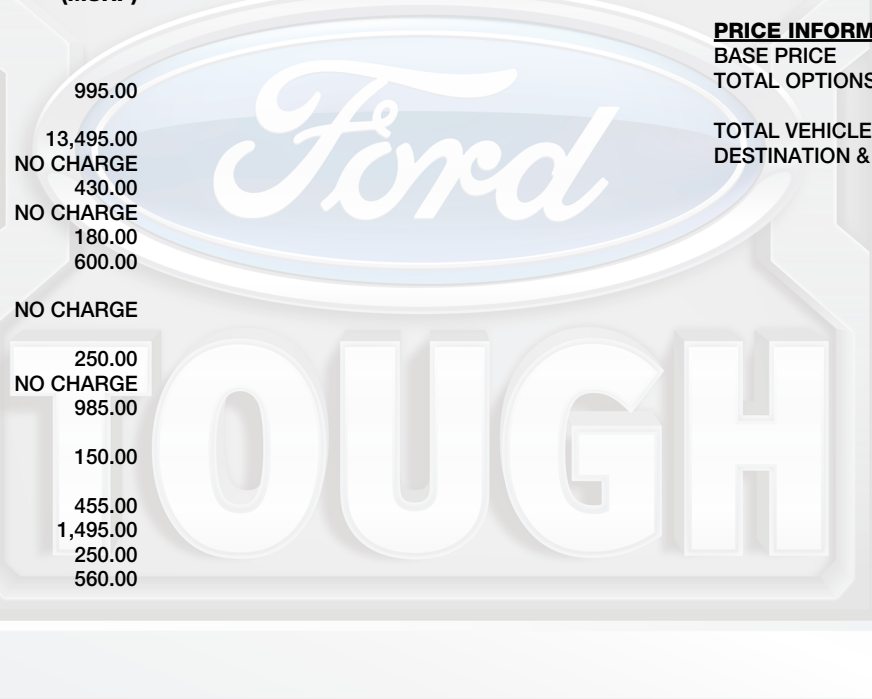 995.00
13,495.00
NO CHARGE
430.00
NO CHARGE
180.00
600.00
NO CHARGE
250.00
NO CHARGE
985.00
150.00
455.00
1,495.00
250.00
560.00
PRICE INFORM
BASE PRICE
TOTAL OPTIONS
TOTAL VEHICLE
DESTINATION &
Ford
TOUGH